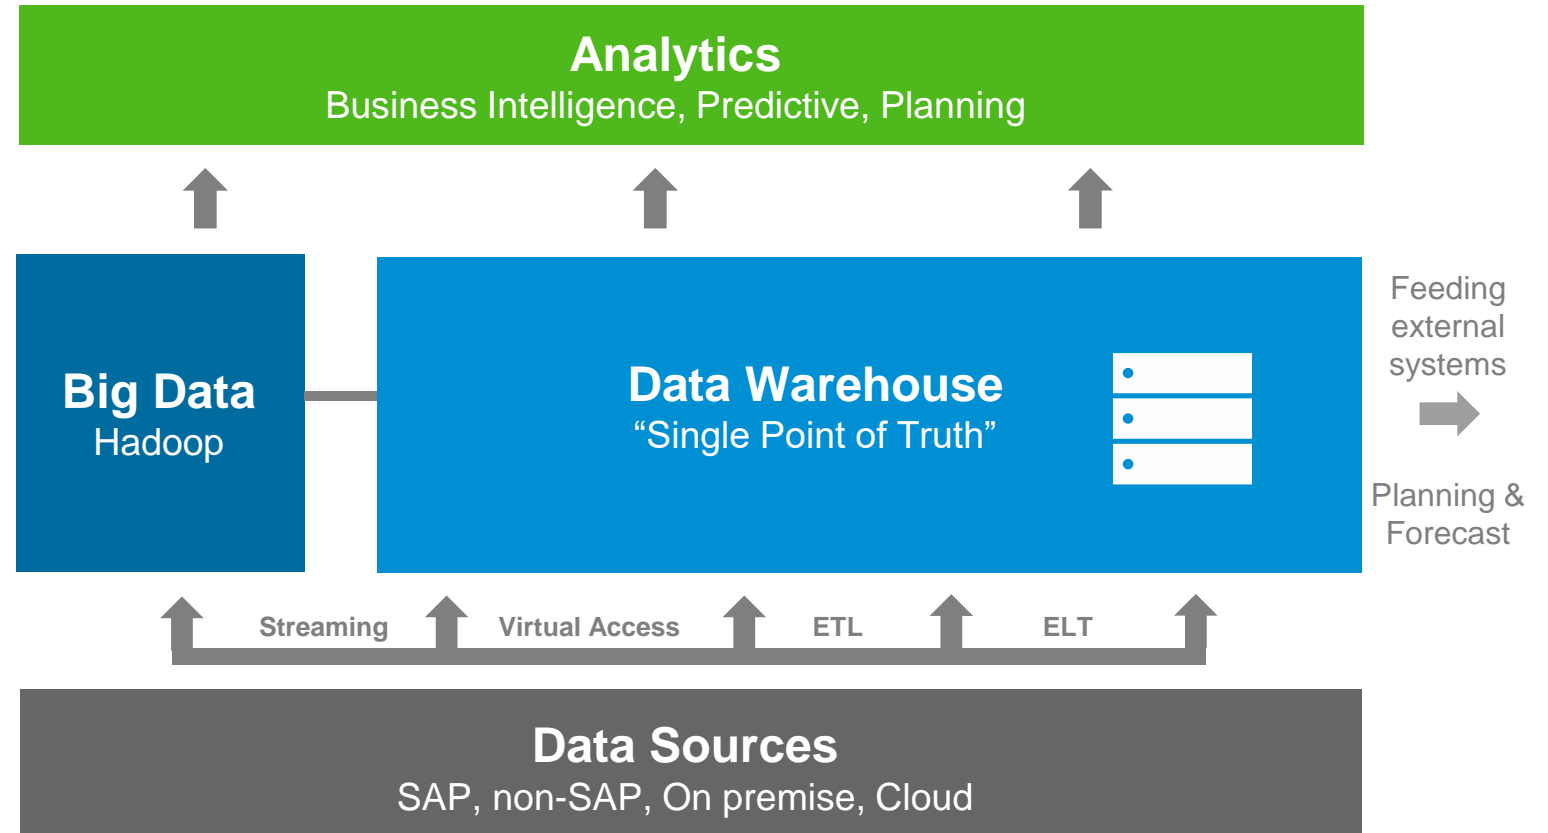 Analytics
Business Intelligence, Predictive, Planning
Big Data
Hadoop
Data Warehouse
“Single Point of Truth”
Feeding
external
systems
Planning &
Forecast
Streaming
Virtual Access
ETL
ELT
Data Sources
SAP, non-SAP, On premise, Cloud